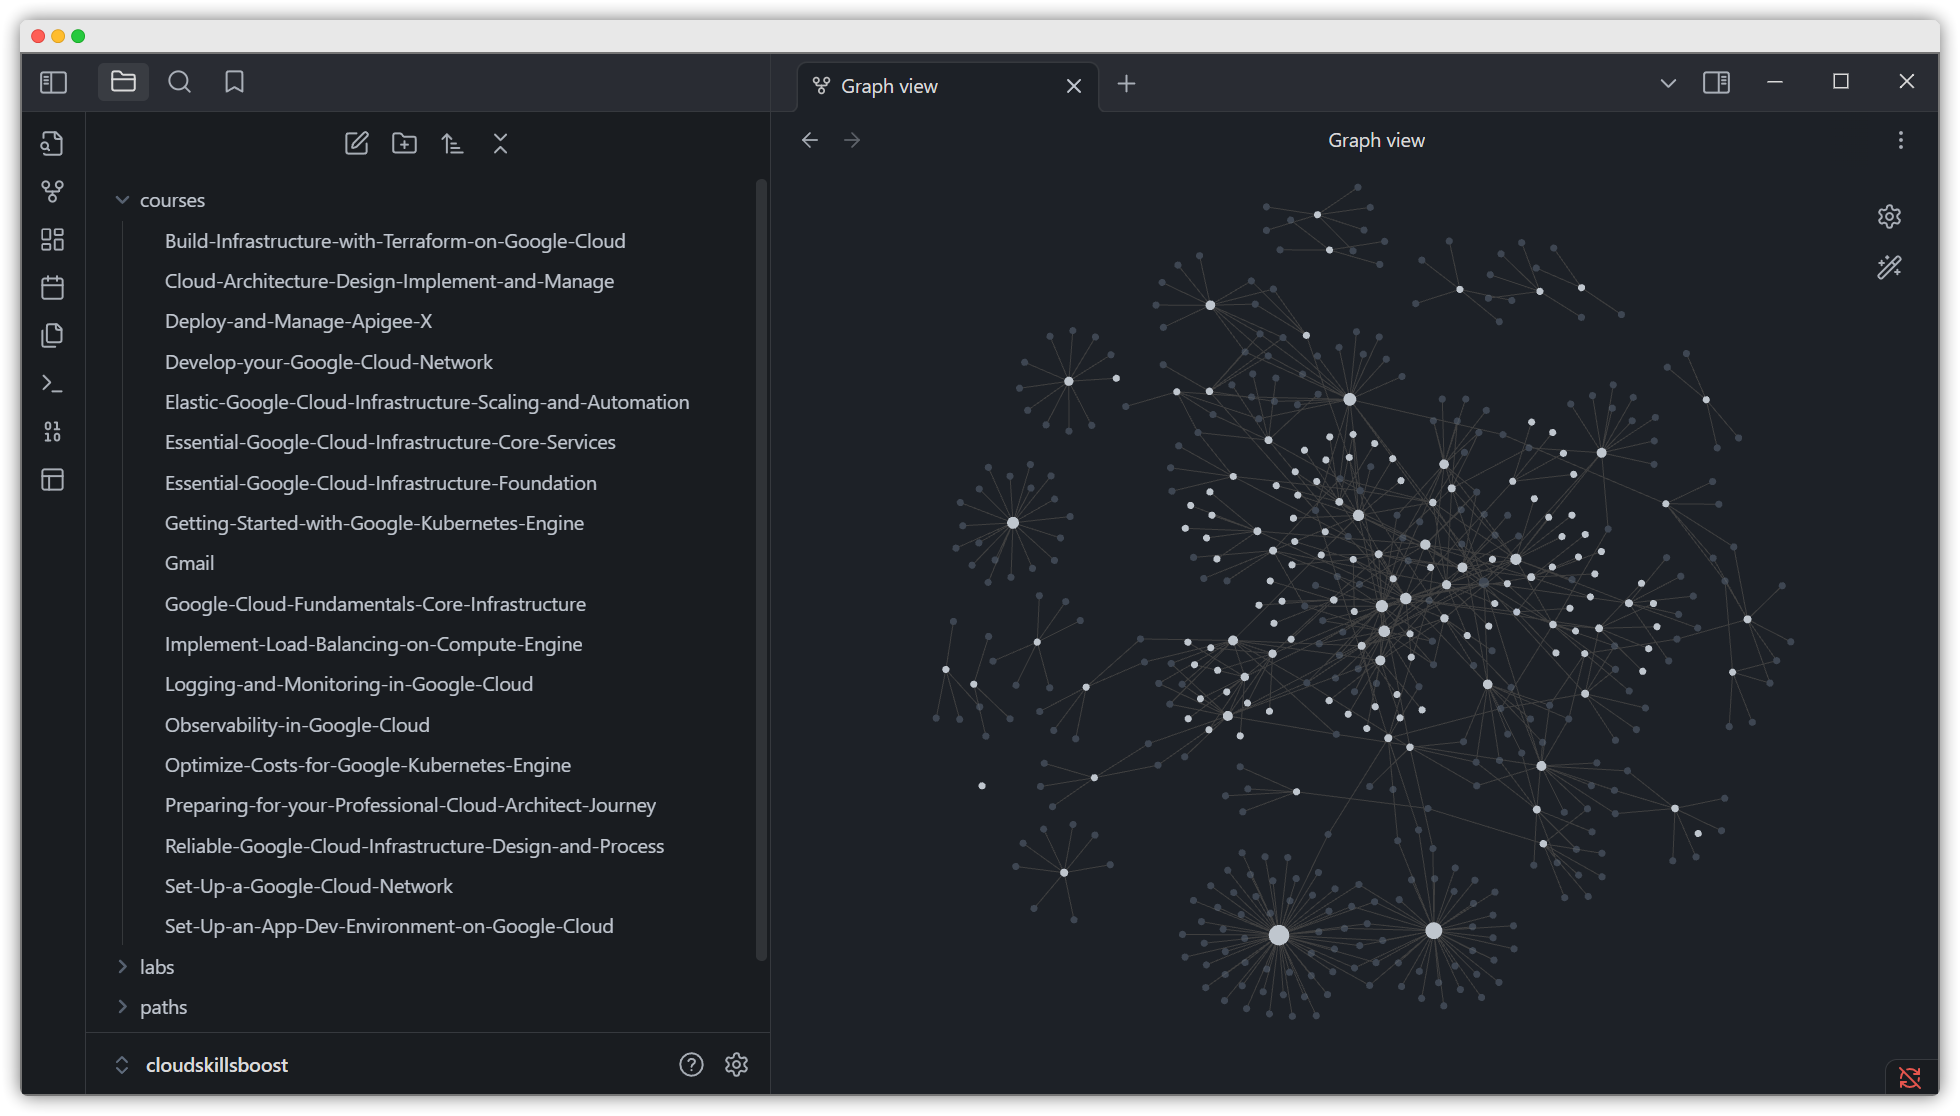 Graph view
Graph view
courses
Build-Infrastructure-with-Terraform-on-Google-Cloud
Cloud-Architecture-Design-Implement-and-Manage
Deploy-and-Manage-Apigee-X
Develop-your-Google-Cloud-Network
Elastic-Google-Cloud-Infrastructure-Scaling-and-Automation
Essential-Google-Cloud-Infrastructure-Core-Services
Essential-Google-Cloud-Infrastructure-Foundation
Getting-Started-with-Google-Kubernetes-Engine
Gmail
Google-Cloud-Fundamentals-Core-Infrastructure
Implement-Load-Balancing-on-Compute-Engine
Logging-and-Monitoring-in-Google-Cloud
Observability-in-Google-Cloud
Optimize-Costs-for-Google-Kubernetes-Engine
Preparing-for-your-Professional-Cloud-Architect-Journey
Reliable-Google-Cloud-Infrastructure-Design-and-Process
Set-Up-a-Google-Cloud-Network
Set-Up-an-App-Dev-Environment-on-Google-Cloud
labs
paths
cloudskillsboost